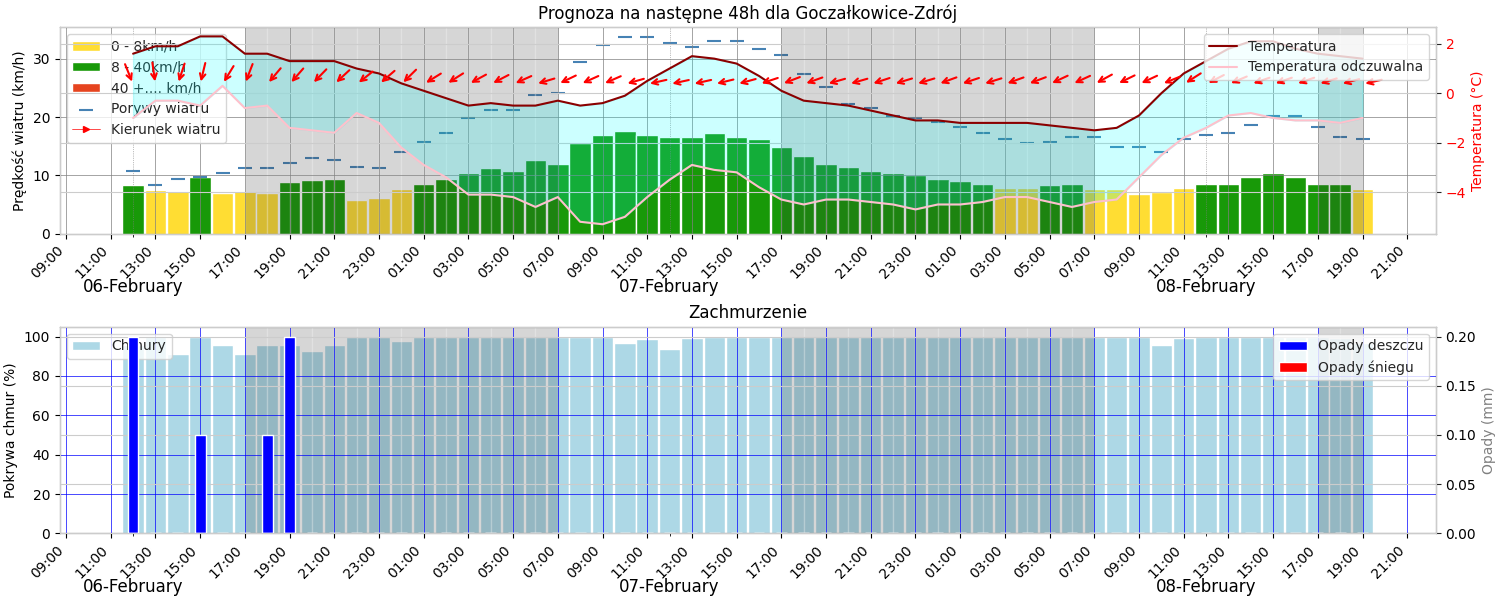 Prognoza na następne 48h dla Goczałkowice-Zdrój
Prędkość wiatru (km/h)
30
20
10
0
0 - 8km/h
8 - 40km/h
40 +.... km/h
Porywy wiatru
Kierunek wiatru
Temperatura
Temperatura odczuwalna
2
0
−2
−4
Temperatura (°C)
09:00 11:00 13:00 15:00 17:00 19:00 21:00 23:00 01:00 03:00 05:00 07:00 09:00 11:00 13:00 15:00 17:00 19:00 21:00 23:00 01:00 03:00 05:00 07:00 09:00 11:00 13:00 15:00 17:00 19:00 21:00
06-February 07-February 08-February
Zachmurzenie
Pokrywa chmur (%)
100
80
60
40
20
0
Chmury
Opady deszczu
Opady śniegu
0.20
0.15
0.10
0.05
0.00
Opady (mm)
09:00 11:00 13:00 15:00 17:00 19:00 21:00 23:00 01:00 03:00 05:00 07:00 09:00 11:00 13:00 15:00 17:00 19:00 21:00 23:00 01:00 03:00 05:00 07:00 09:00 11:00 13:00 15:00 17:00 19:00 21:00
06-February 07-February 08-February